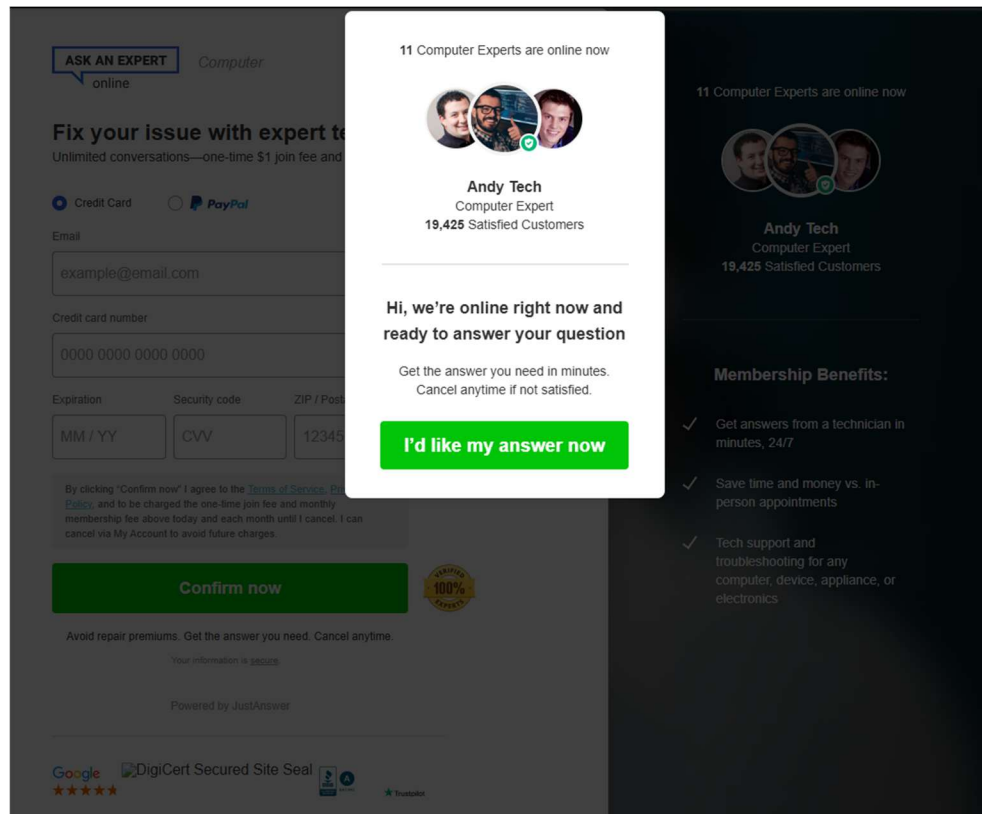 ASK AN EXPERT
online
Computer
Fix your issue with expert te
Unlimited conversations—one-time $1 join fee and
Credit Card
PayPal
Email
example@email.com
Credit card number
0000 0000 0000 0000
Expiration
Security code
ZIP / Post
MM / YY
CVV
12345
By clicking "Confirm now" I agree to the Terms of Service,
Policy, and to be charged the one-time join fee and monthly
membership fee above today and each month until I cancel. I can
cancel via My Account to avoid future charges.
Confirm now
VERIFIED
100%
EXPERTS
Avoid repair premiums. Get the answer you need. Cancel anytime.
Your information is secure.
Powered by JustAnswer
Google
DigiCert Secured Site Seal
Trustpilot
11 Computer Experts are online now
Andy Tech
Computer Expert
19,425 Satisfied Customers
Hi, we're online right now and
ready to answer your question
Get the answer you need in minutes.
Cancel anytime if not satisfied.
I'd like my answer now
11 Computer Experts are online now
Andy Tech
Computer Expert
19,425 Satisfied Customers
Membership Benefits:
Get answers from a technician in
minutes, 24/7
Save time and money vs. in-
person appointments
Tech support and
troubleshooting for any
computer, device, appliance, or
electronics